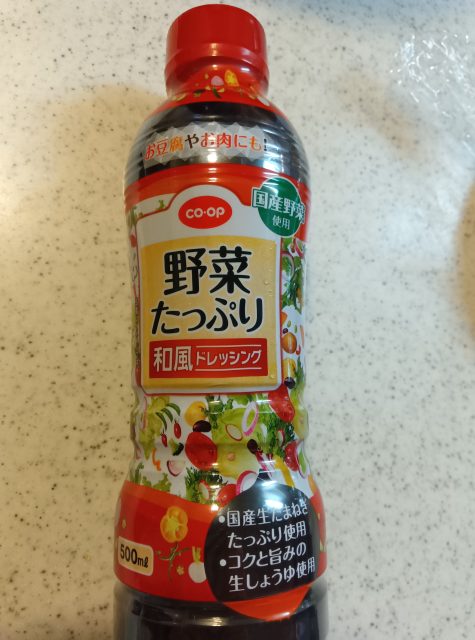 お豆腐やお肉にも!
co・op
国産野菜
使用
野菜
たっぷり
和風ドレッシング
・国産生たまねぎ
たっぷり使用
・コクと旨みの
生しょうゆ使用
500mℓ